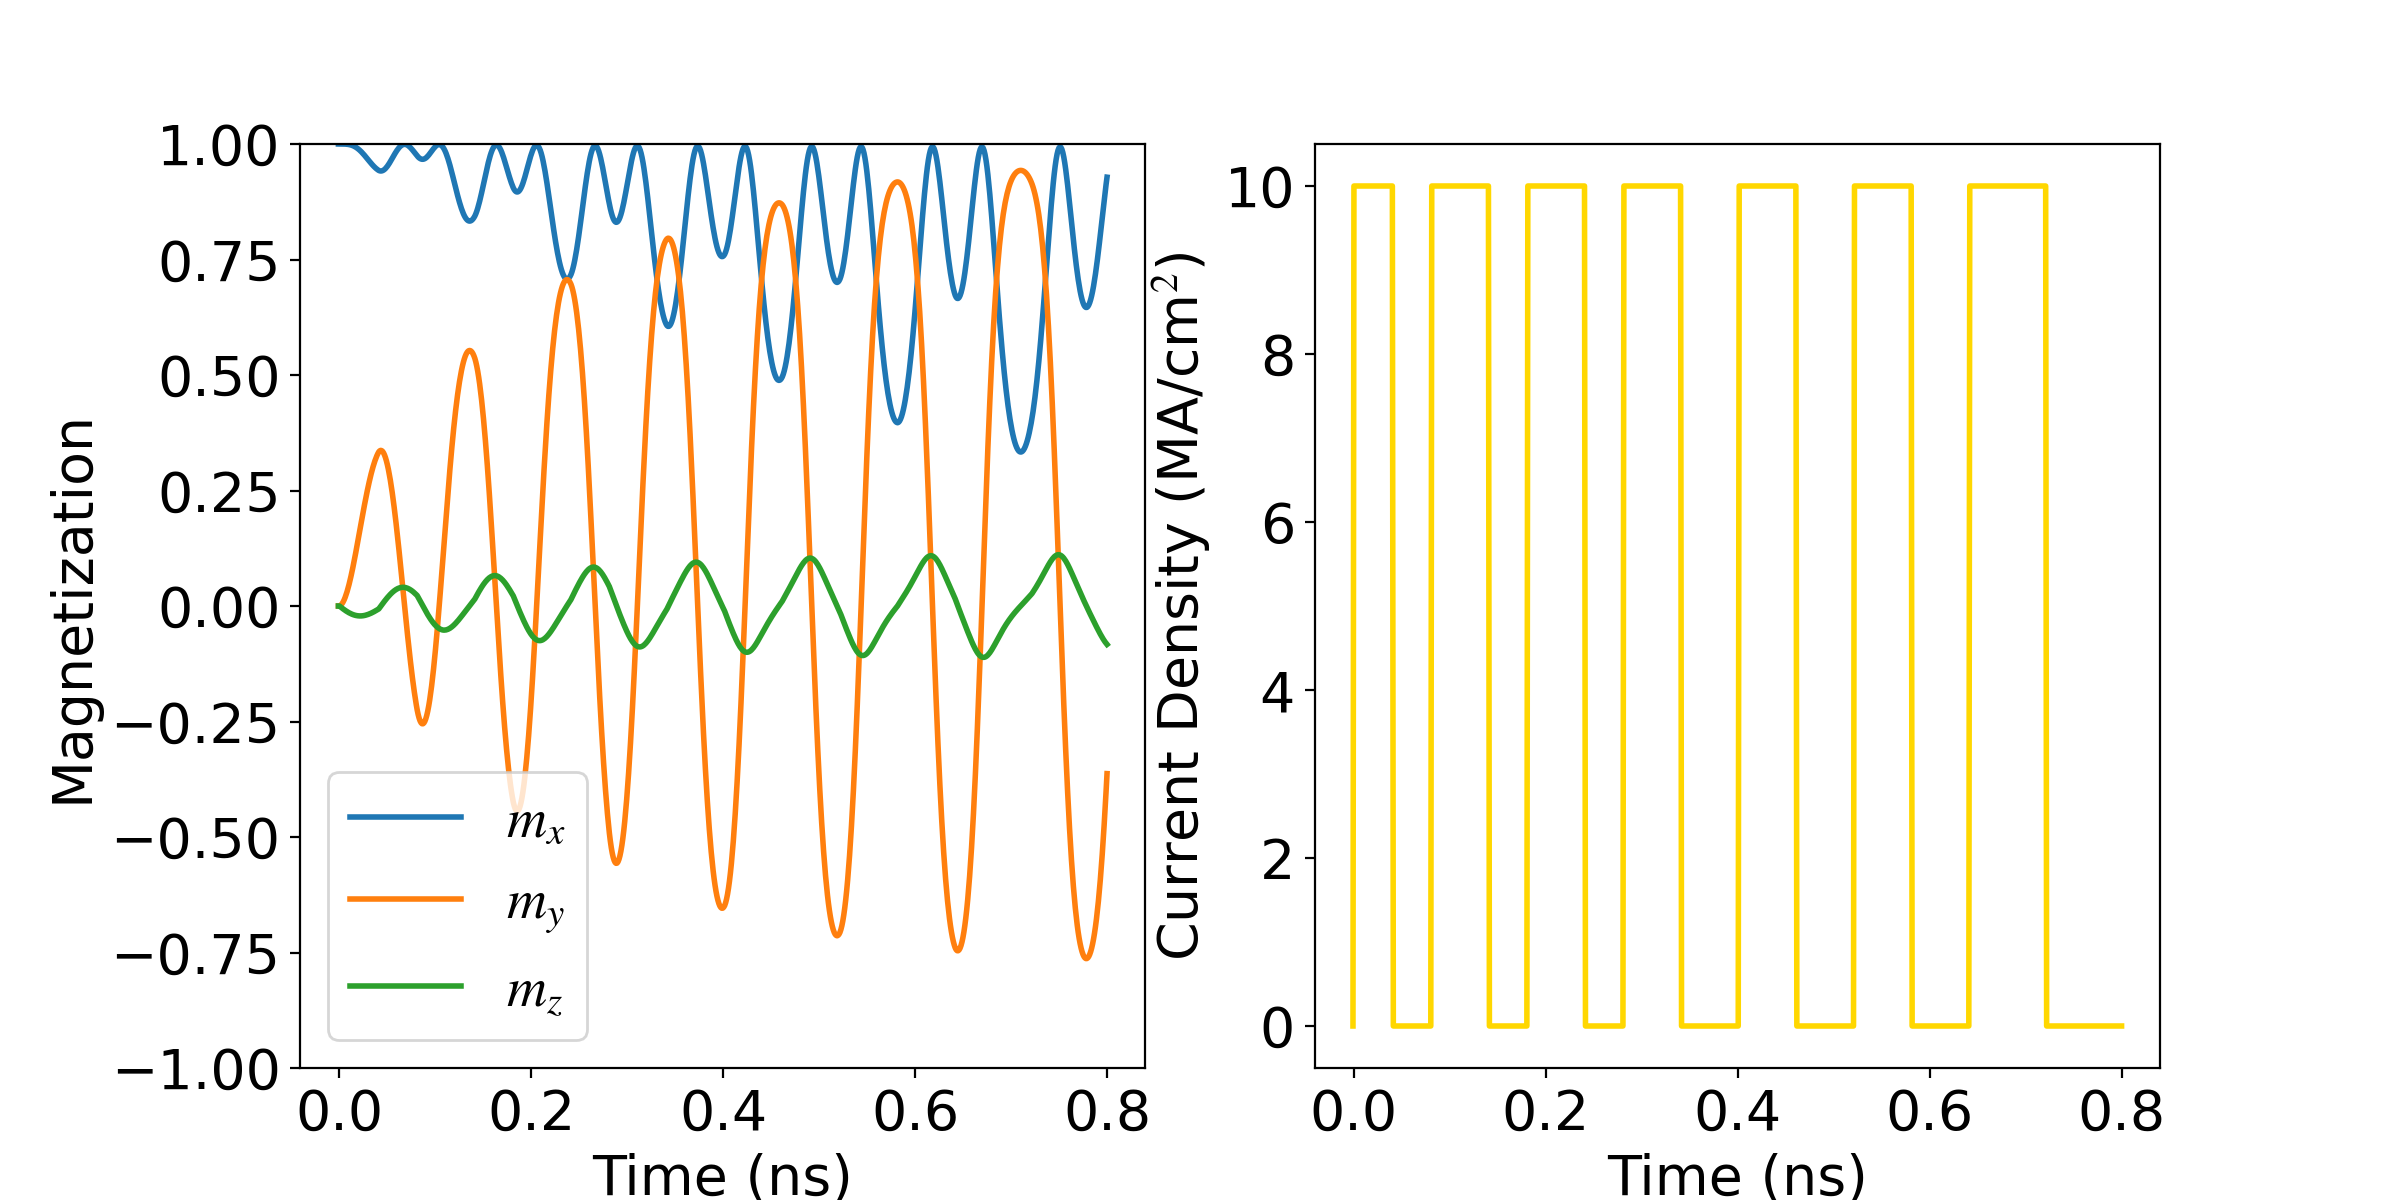 Magnetization
1.00
0.75
0.50
0.25
0.00
−0.25
−0.50
−0.75
−1.00
0.0 0.2 0.4 0.6 0.8
Time (ns)
m_x
m_y
m_z
Current Density (MA/cm²)
10
8
6
4
2
0
0.0 0.2 0.4 0.6 0.8
Time (ns)